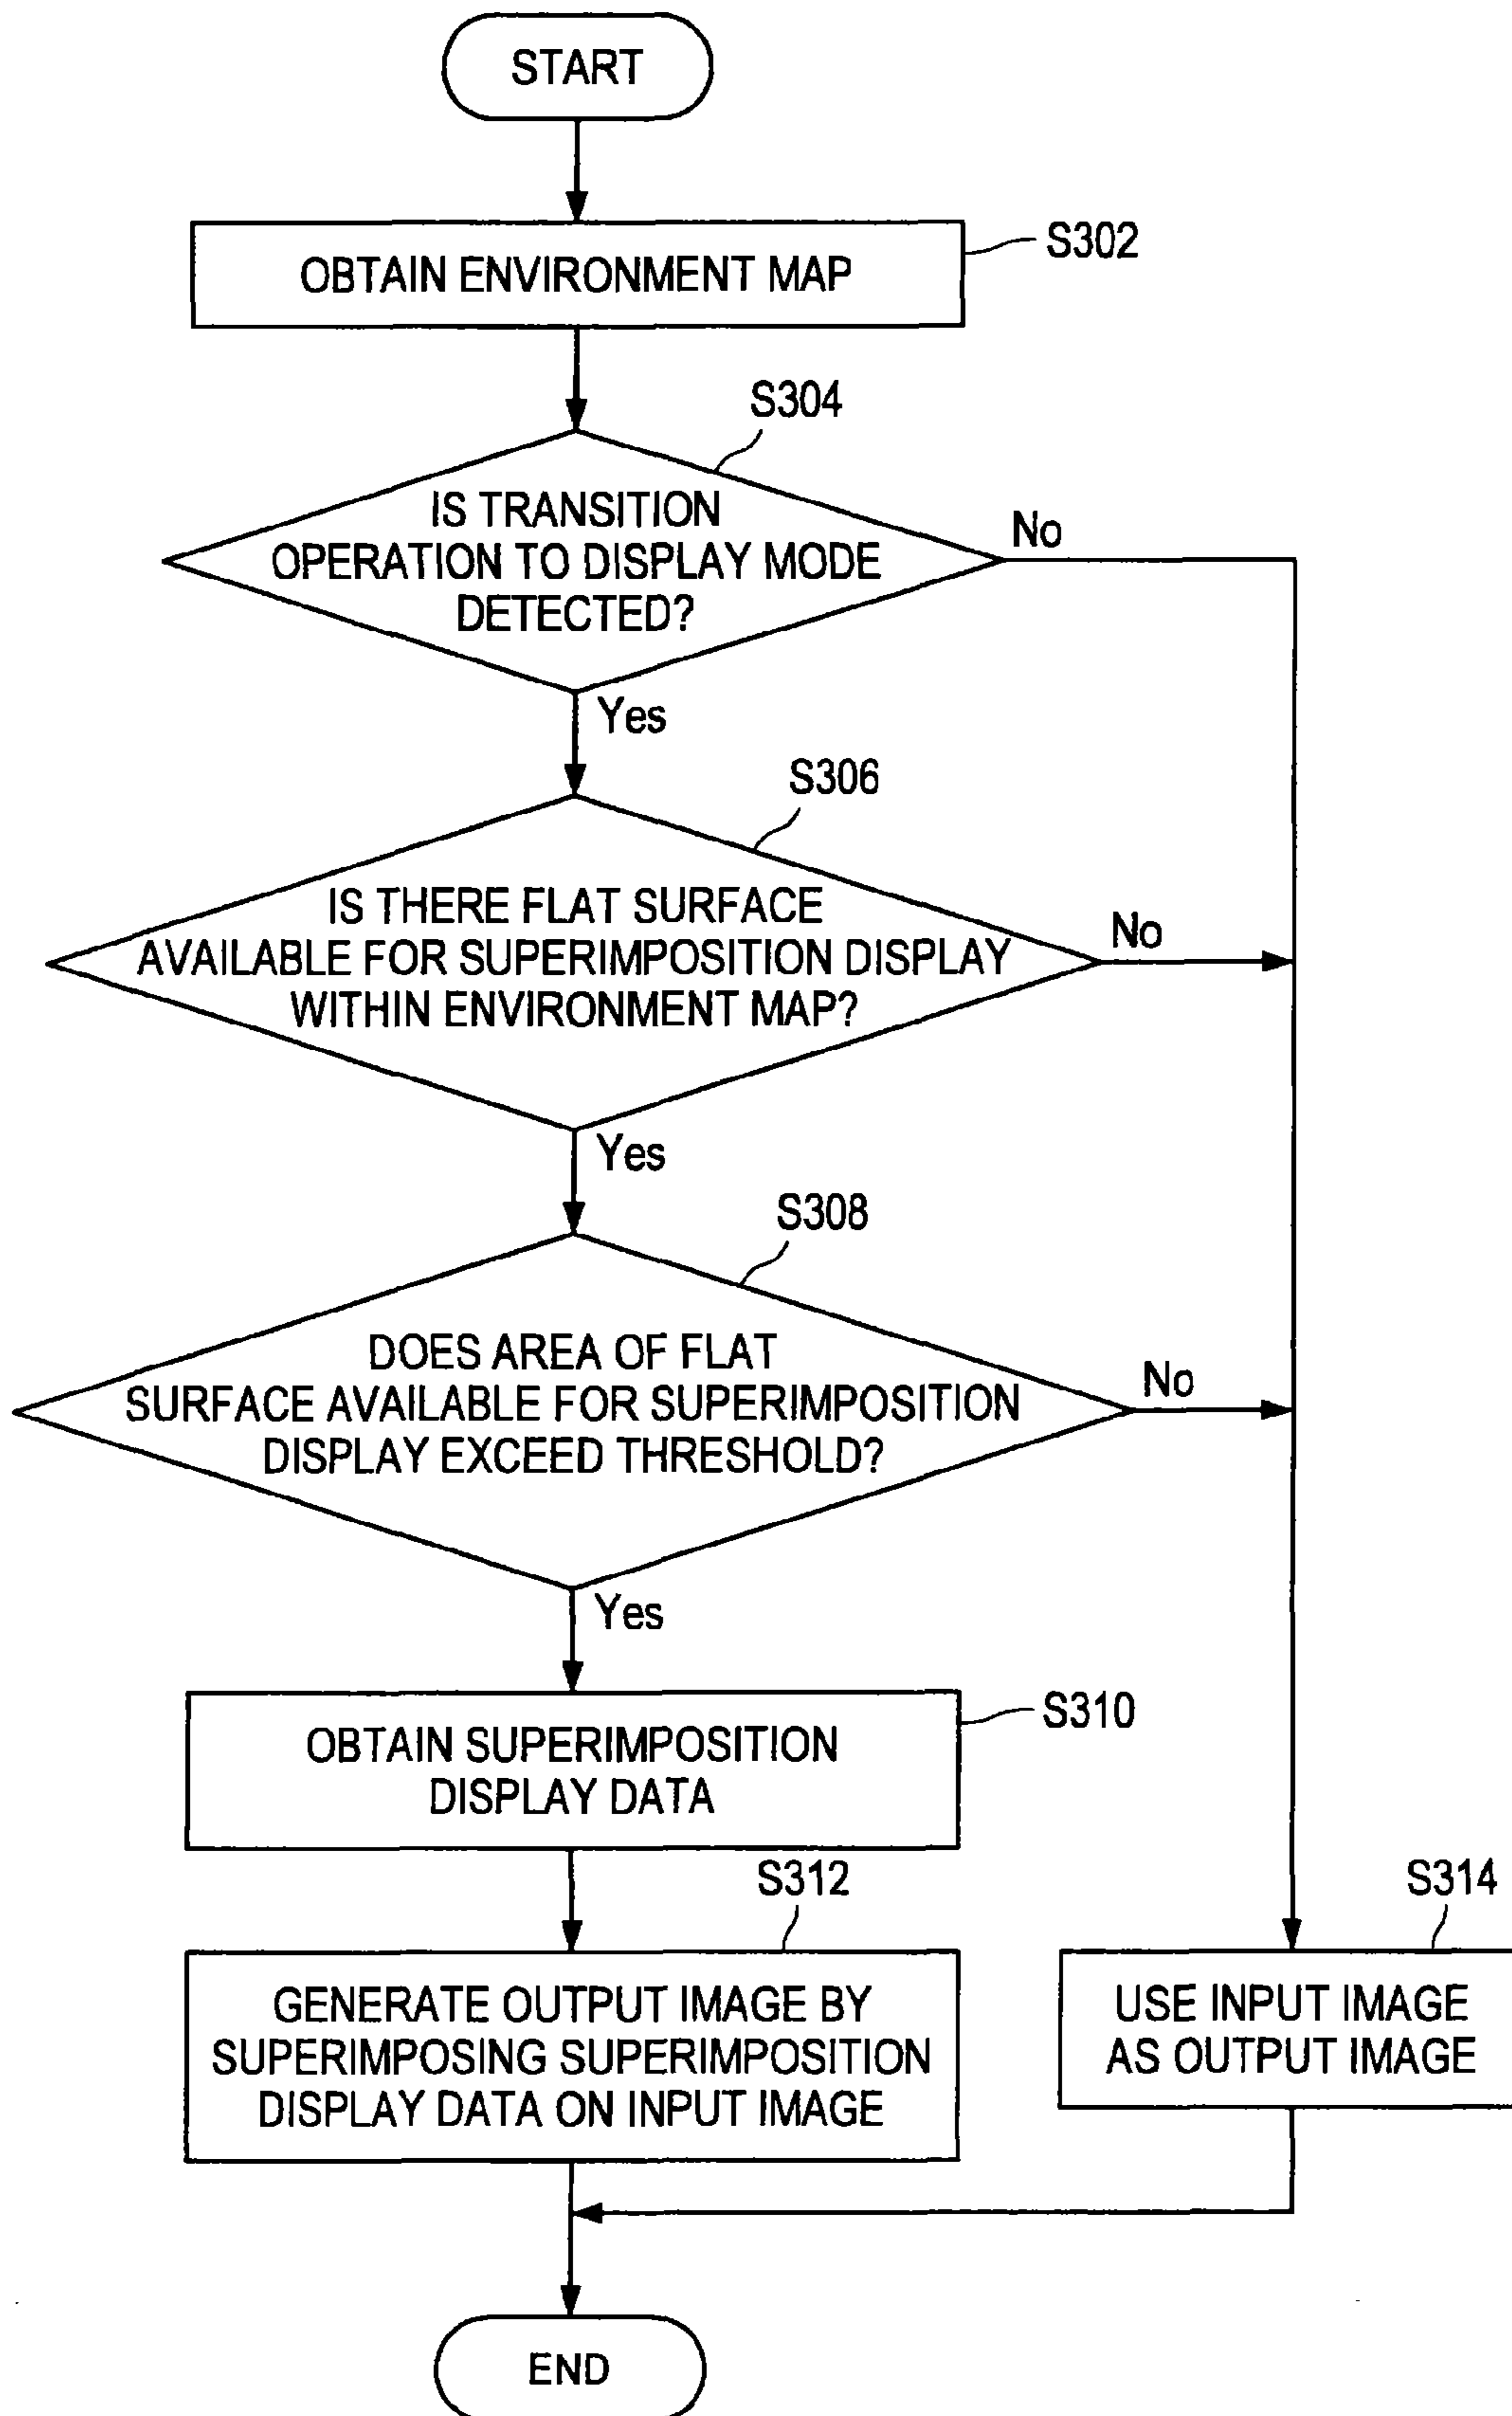 START
S302
OBTAIN ENVIRONMENT MAP
S304
IS TRANSITION
OPERATION TO DISPLAY MODE
DETECTED?
No
Yes
S306
IS THERE FLAT SURFACE
AVAILABLE FOR SUPERIMPOSITION DISPLAY
WITHIN ENVIRONMENT MAP?
No
Yes
S308
DOES AREA OF FLAT
SURFACE AVAILABLE FOR SUPERIMPOSITION
DISPLAY EXCEED THRESHOLD?
No
Yes
S310
OBTAIN SUPERIMPOSITION
DISPLAY DATA
S312
GENERATE OUTPUT IMAGE BY
SUPERIMPOSING SUPERIMPOSITION
DISPLAY DATA ON INPUT IMAGE
S314
USE INPUT IMAGE
AS OUTPUT IMAGE
END